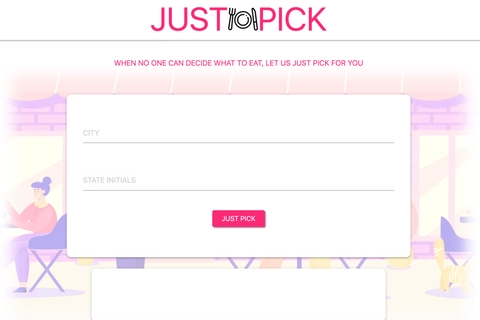 JUST PICK
WHEN NO ONE CAN DECIDE WHAT TO EAT, LET US JUST PICK FOR YOU
CITY
STATE INITIALS
JUST PICK